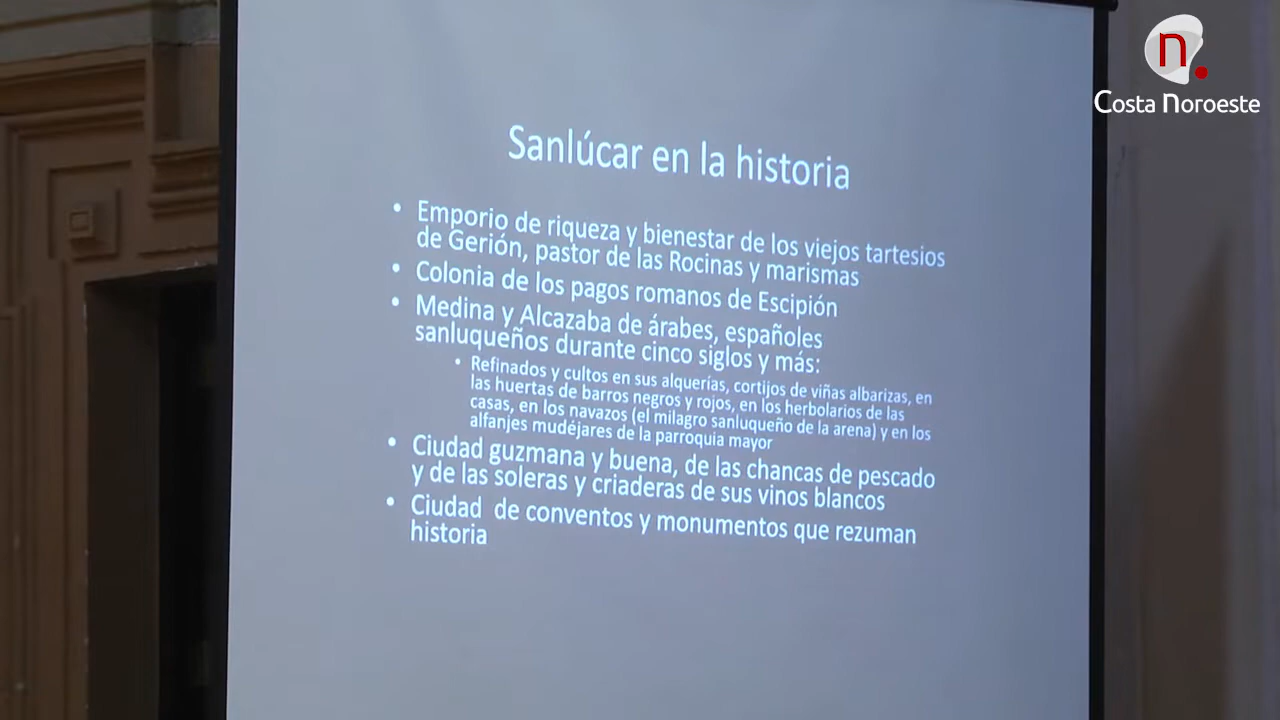 n.
Costa Noroeste
Sanlúcar en la historia
• Emporio de riqueza y bienestar de los viejos tartesios
de Gerión, pastor de las Rocinas y marismas
• Colonia de los pagos romanos de Escipión
• Medina y Alcazaba de árabes, españoles
sanluqueños durante cinco siglos y más:
• Refinados y cultos en sus alquerías, cortijos de viñas albarizas, en
las huertas de barros negros y rojos, en los herbolarios de las
casas, en los navazos (el milagro sanluqueño de la arena) y en los
alfanjes mudéjares de la parroquia mayor
• Ciudad guzmana y buena, de las chancas de pescado
y de las soleras y criaderas de sus vinos blancos
• Ciudad de conventos y monumentos que rezuman
historia